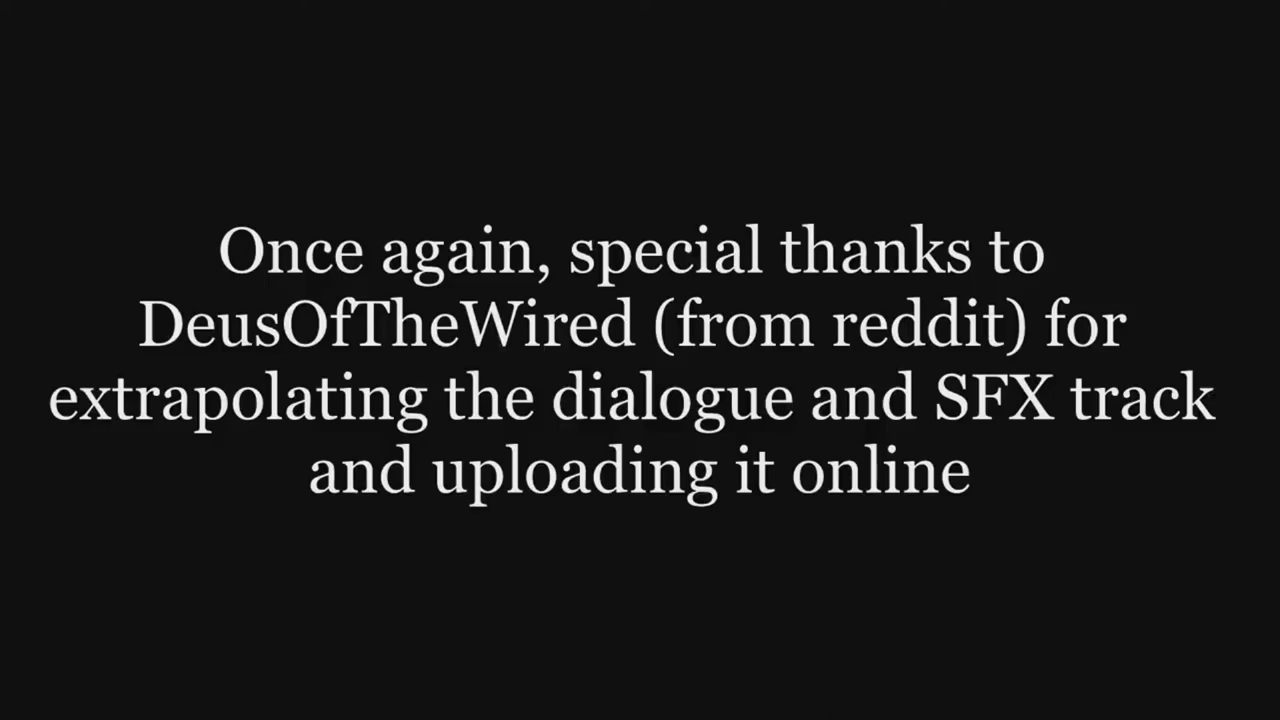 Once again, special thanks to
DeusOfTheWired (from reddit) for
extrapolating the dialogue and SFX track
and uploading it online